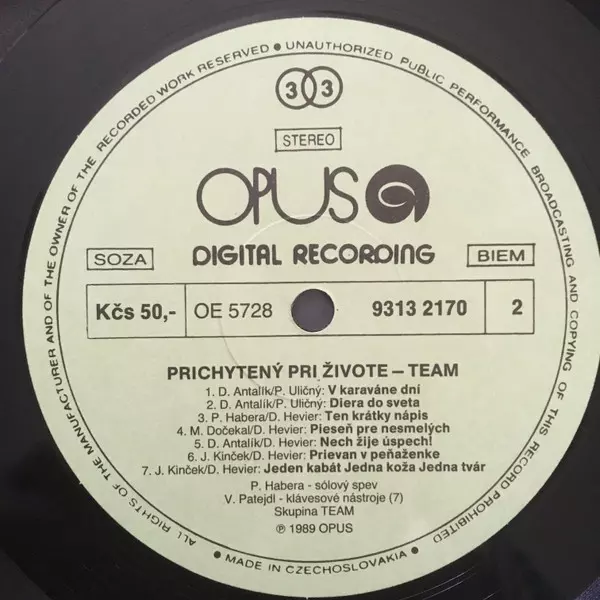 ALL RIGHTS OF THE MANUFACTURER AND OF THE OWNER OF THE RECORDED WORK RESERVED • UNAUTHORIZED PUBLIC PERFORMANCE BROADCASTING AND COPYING OF THIS RECORD PROHIBITED
33
STEREO
OPUS
SOZA
DIGITAL RECORDING
BIEM
Kčs 50,- OE 5728 9313 2170 2
PRICHYTENÝ PRI ŽIVOTE – TEAM
1. D. Antalík/P. Uličný: V karaváne dní
2. D. Antalík/P. Uličný: Diera do sveta
3. P. Habera/D. Hevier: Ten krátky nápis
4. M. Dočekal/D. Hevier: Pieseň pre nesmelých
5. D. Antalík/D. Hevier: Nech žije úspech!
6. J. Kinček/D. Hevier: Prievan v peňaženke
7. J. Kinček/D. Hevier: Jeden kabát Jedna koža Jedna tvár
P. Habera - sólový spev
V. Patejdl - klávesové nástroje (7)
Skupina TEAM
℗ 1989 OPUS
• MADE IN CZECHOSLOVAKIA •